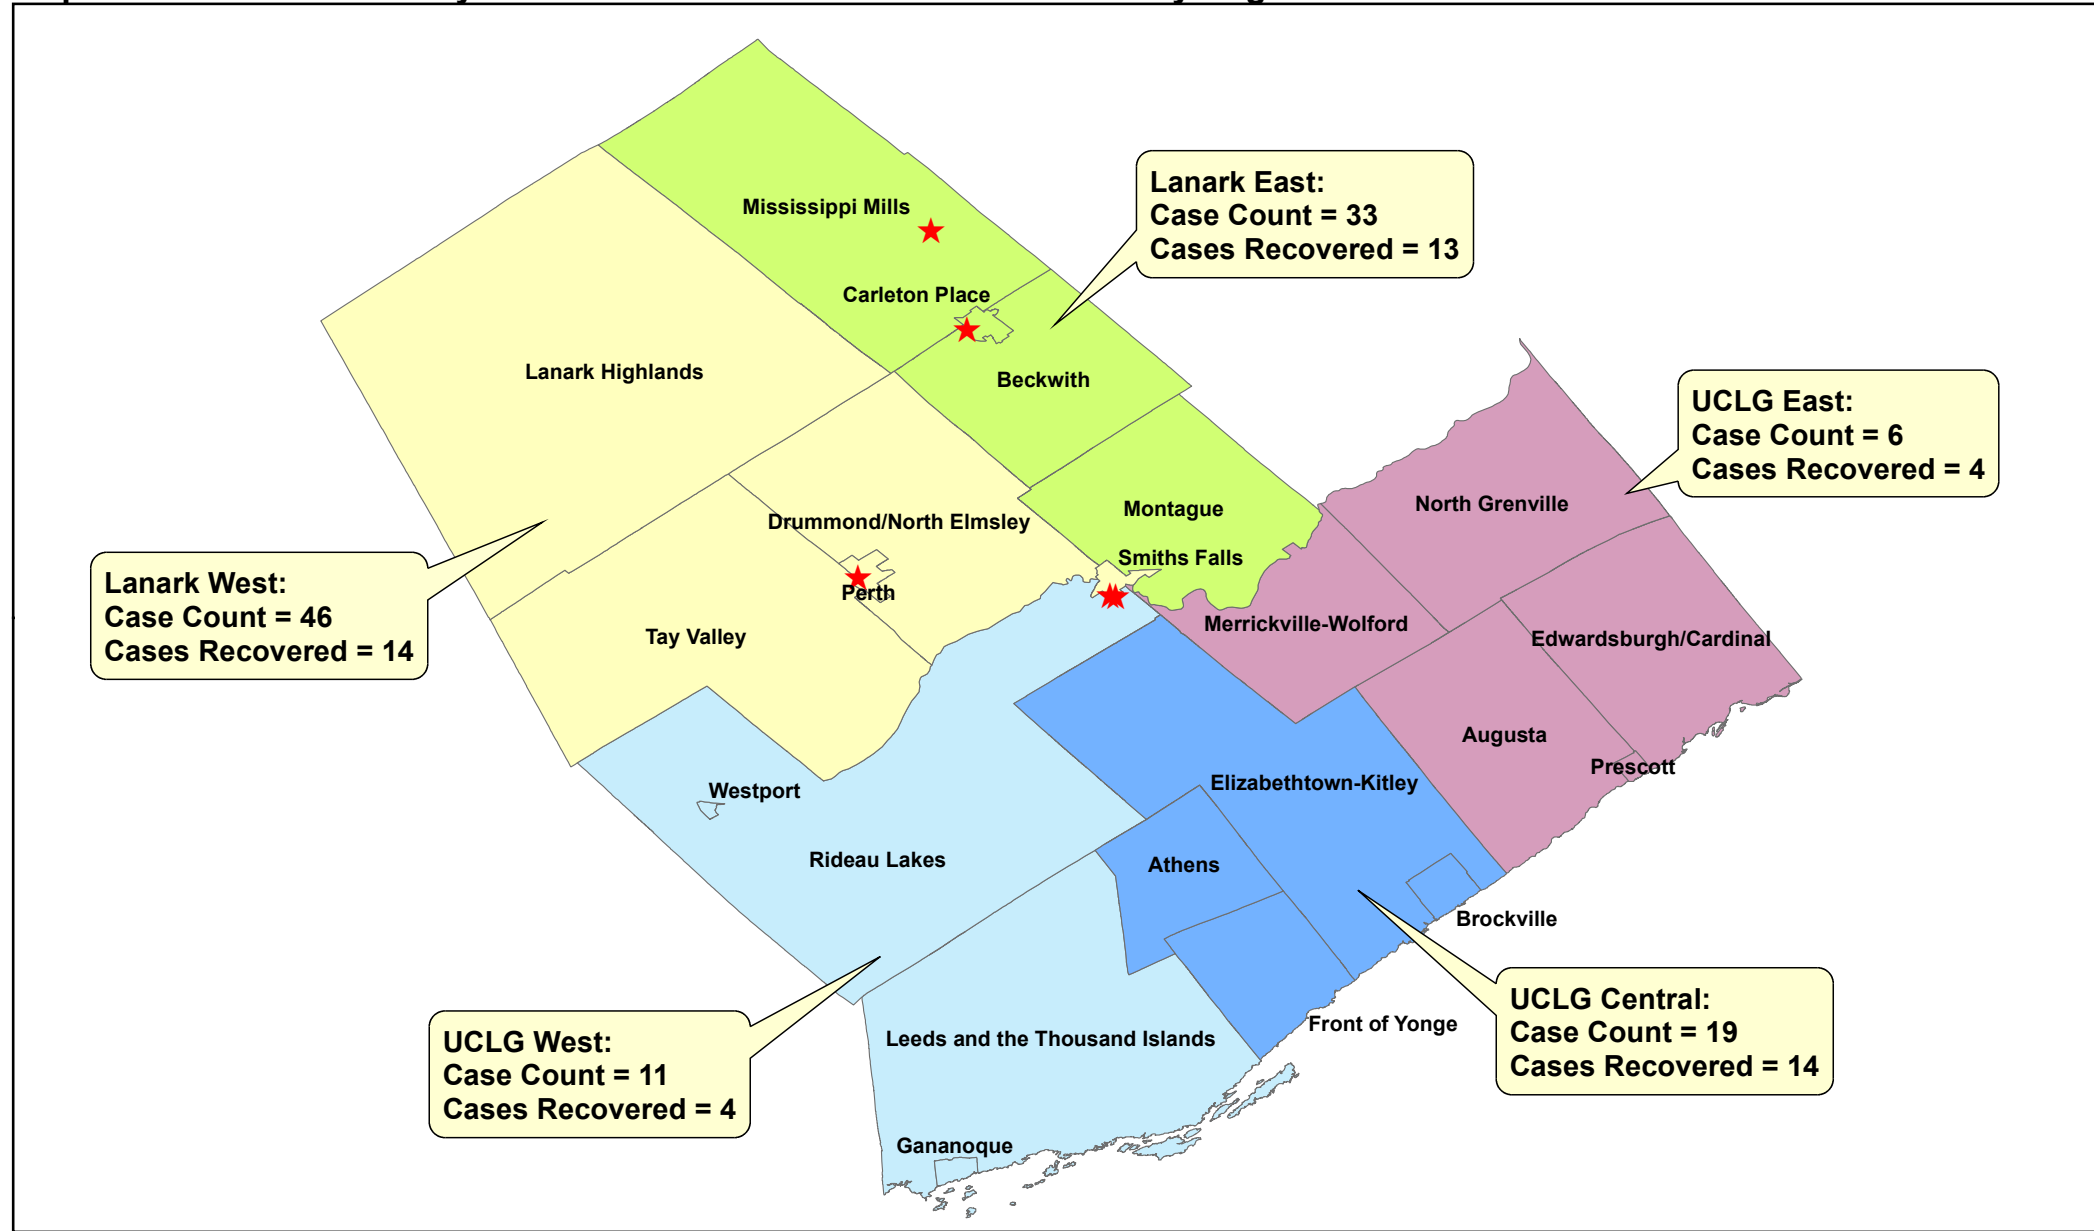 Mississippi Mills
Lanark East:
Case Count = 33
Cases Recovered = 13
Carleton Place
Lanark Highlands
Beckwith
UCLG East:
Case Count = 6
Cases Recovered = 4
North Grenville
Montague
Drummond/North Elmsley
Smiths Falls
Lanark West:
Case Count = 46
Cases Recovered = 14
Perth
Tay Valley
Merrickville-Wolford
Edwardsburgh/Cardinal
Augusta
Prescott
Westport
Elizabethtown-Kitley
Rideau Lakes
Athens
Brockville
UCLG Central:
Case Count = 19
Cases Recovered = 14
Front of Yonge
UCLG West:
Case Count = 11
Cases Recovered = 4
Leeds and the Thousand Islands
Gananoque